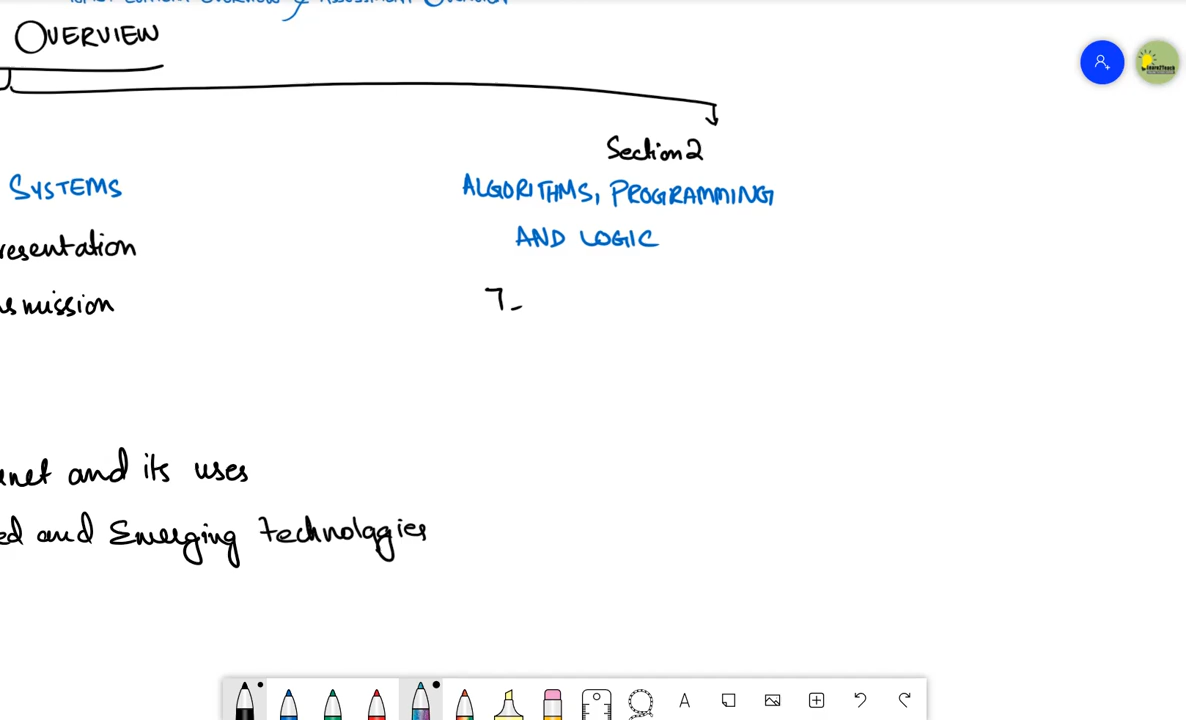 OVERVIEW
Section 2
SYSTEMS
ALGORITHMS, PROGRAMMING
AND LOGIC
resentation
smission
7-
net and its uses
ed and Emerging technologies
Learn2Teach
A